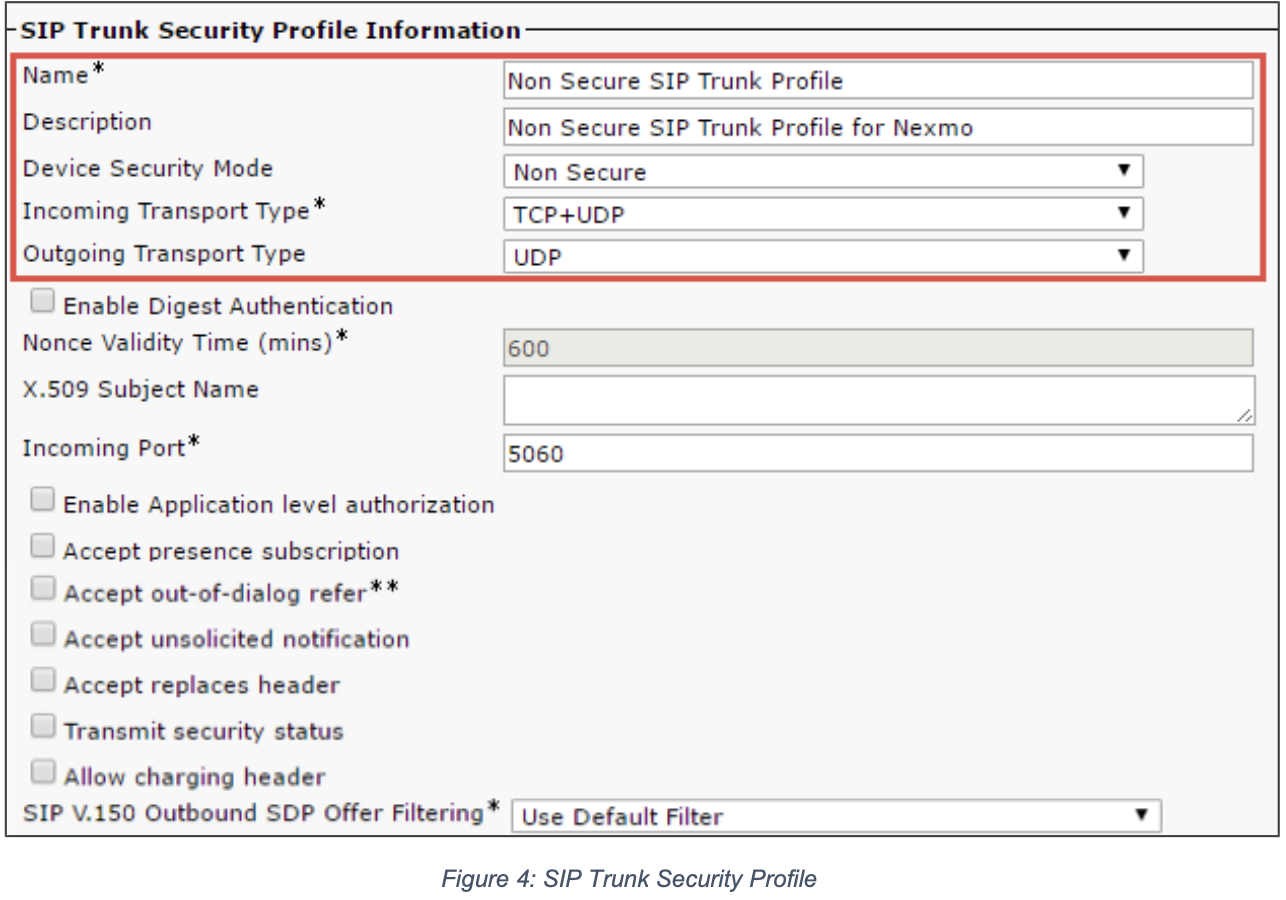 SIP Trunk Security Profile Information
Name* Non Secure SIP Trunk Profile
Description Non Secure SIP Trunk Profile for Nexmo
Device Security Mode Non Secure
Incoming Transport Type* TCP+UDP
Outgoing Transport Type UDP
Enable Digest Authentication
Nonce Validity Time (mins)* 600
X.509 Subject Name
Incoming Port* 5060
Enable Application level authorization
Accept presence subscription
Accept out-of-dialog refer**
Accept unsolicited notification
Accept replaces header
Transmit security status
Allow charging header
SIP V.150 Outbound SDP Offer Filtering* Use Default Filter
Figure 4: SIP Trunk Security Profile